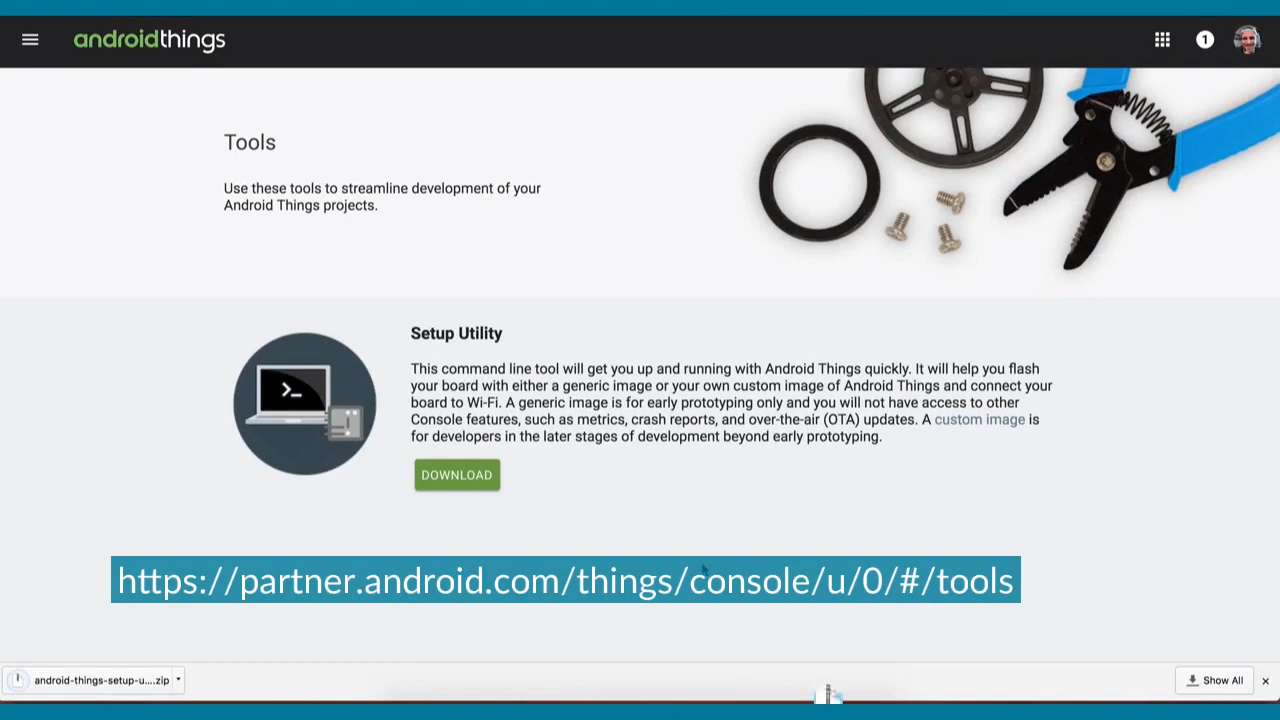 androidthings
1
Tools
Use these tools to streamline development of your
Android Things projects.
Setup Utility
This command line tool will get you up and running with Android Things quickly. It will help you flash
your board with either a generic image or your own custom image of Android Things and connect your
board to Wi-Fi. A generic image is for early prototyping only and you will not have access to other
Console features, such as metrics, crash reports, and over-the-air (OTA) updates. A custom image is
for developers in the later stages of development beyond early prototyping.
DOWNLOAD
https://partner.android.com/things/console/u/0/#/tools
android-things-setup-u....zip
Show All